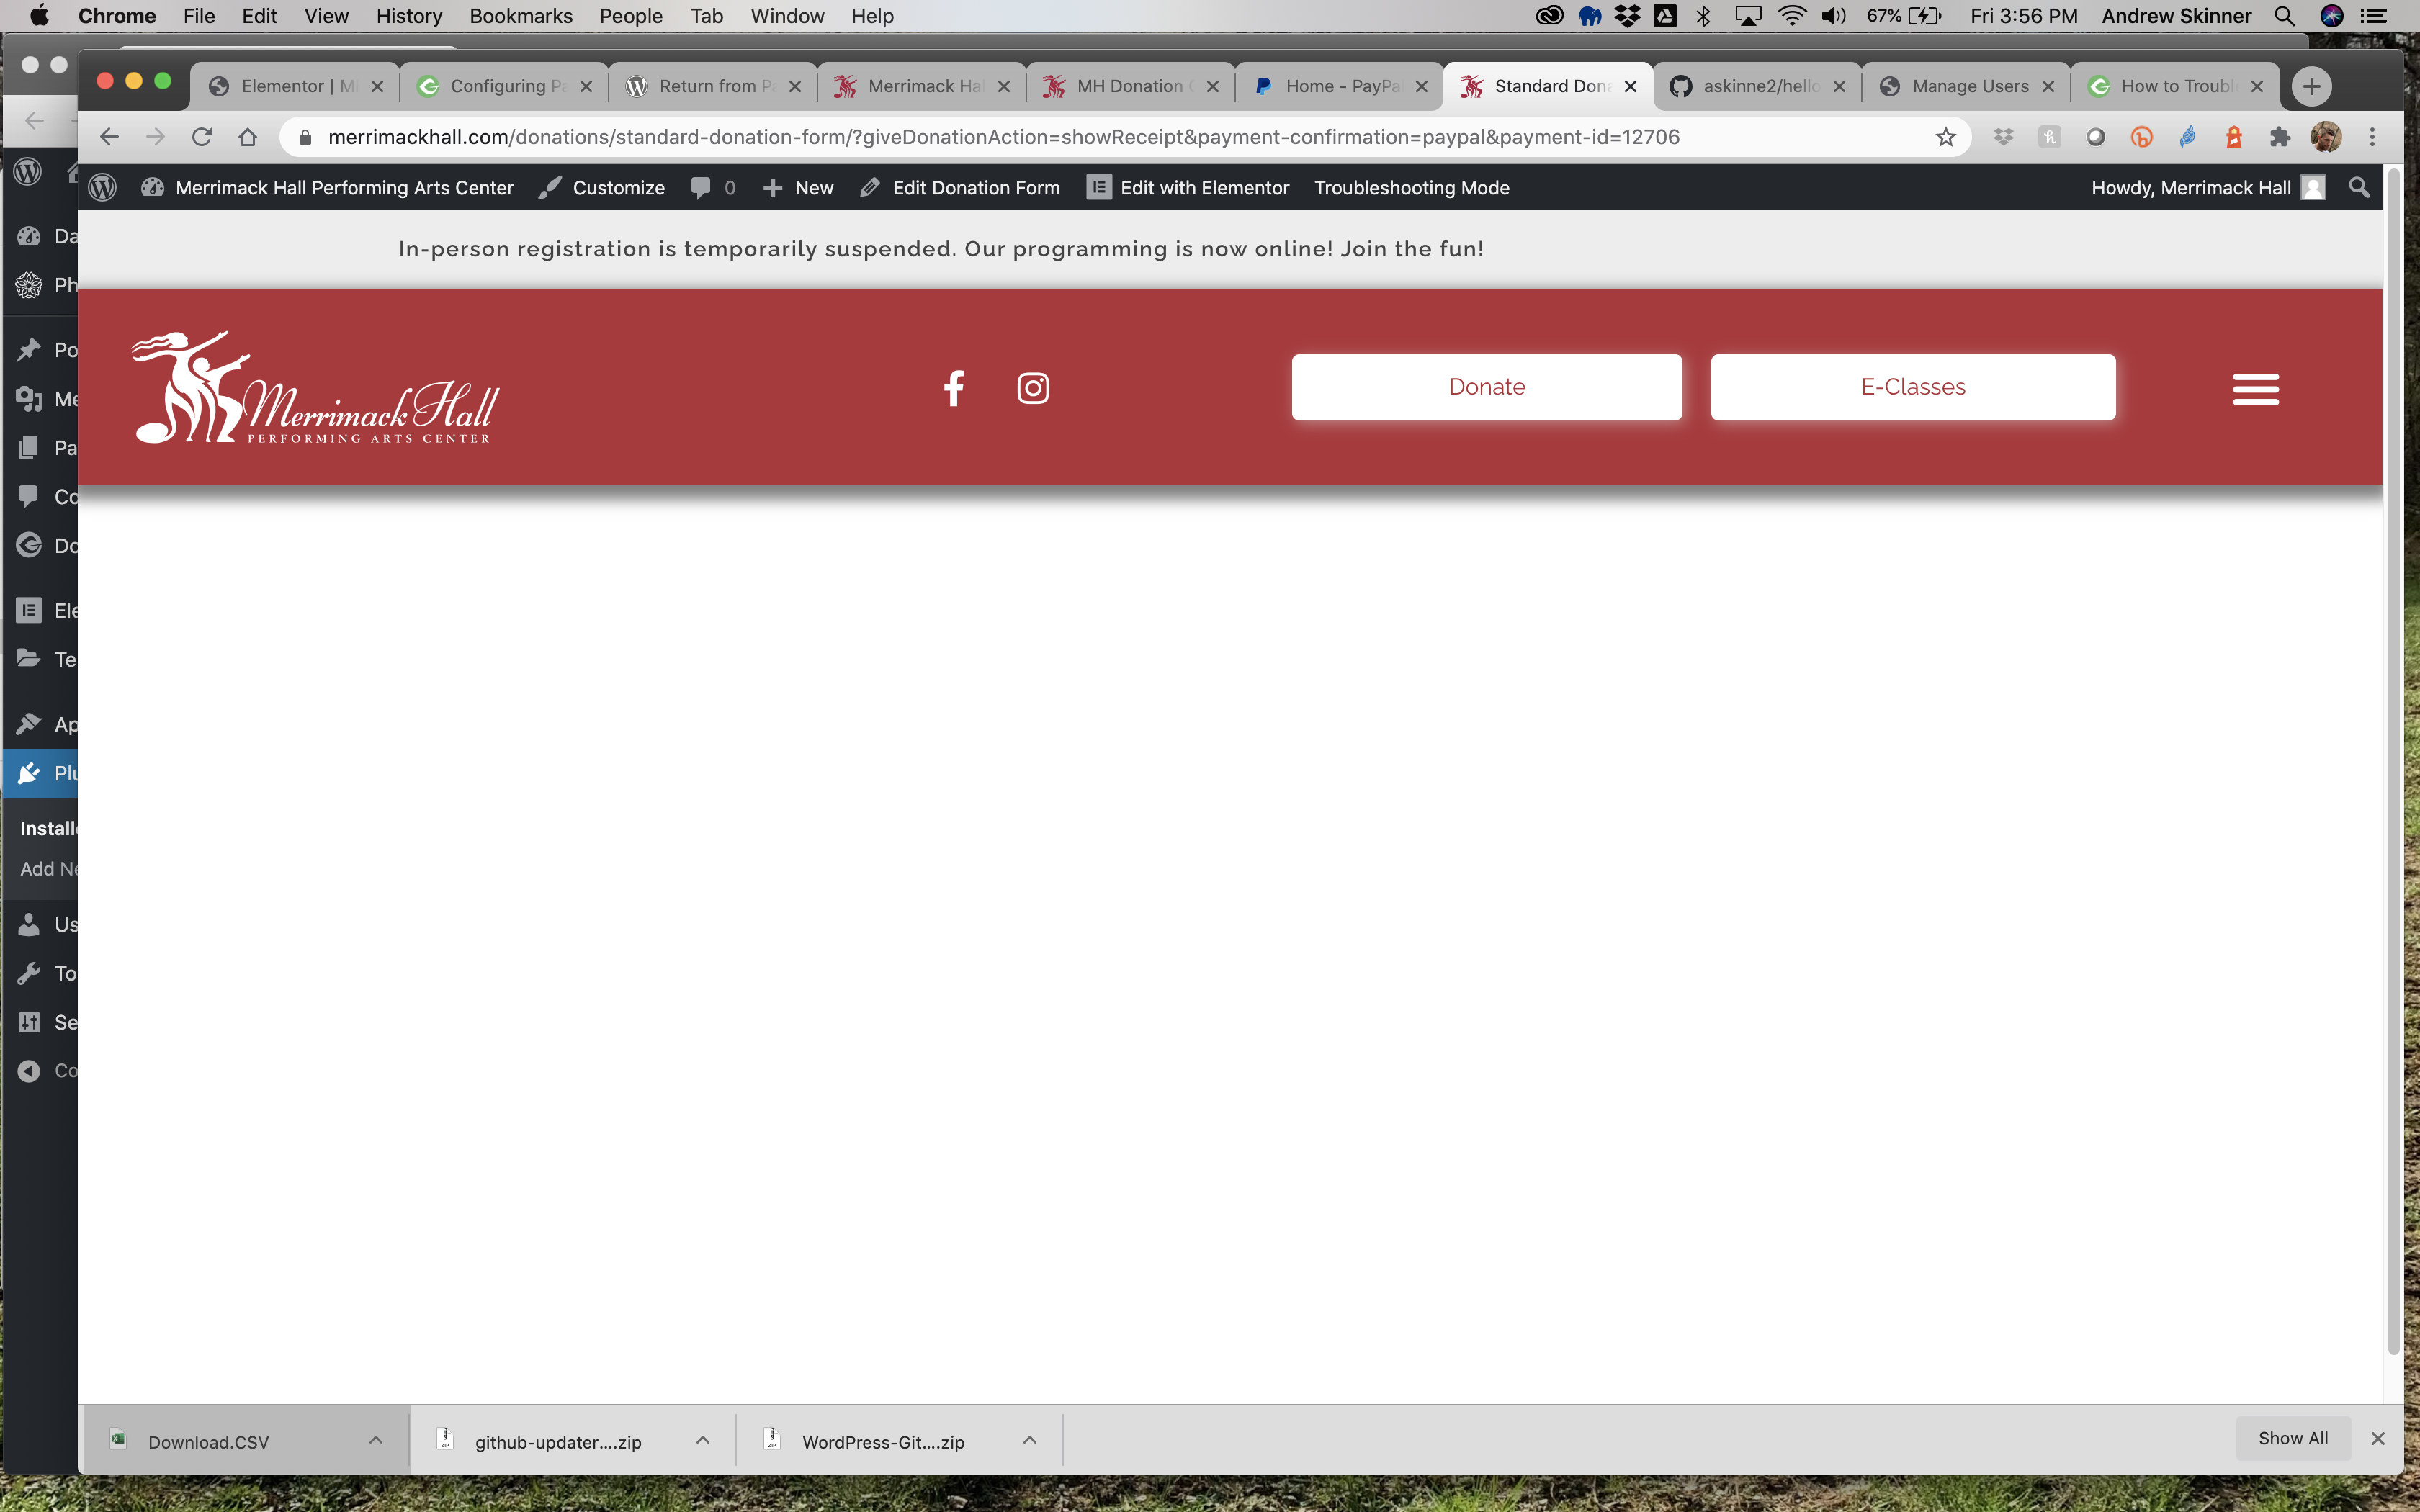 Chrome File Edit View History Bookmarks People Tab Window Help 67% Fri 3:56 PM Andrew Skinner
Elementor | M Configuring Pa Return from P Merrimack Ha MH Donation Home - PayPa Standard Dona askinne2/hello Manage Users How to Troubl
merrimackhall.com/donations/standard-donation-form/?giveDonationAction=showReceipt&payment-confirmation=paypal&payment-id=12706
Merrimack Hall Performing Arts Center Customize 0 New Edit Donation Form Edit with Elementor Troubleshooting Mode Howdy, Merrimack Hall
In-person registration is temporarily suspended. Our programming is now online! Join the fun!
Merrimack Hall
PERFORMING ARTS CENTER
Donate E-Classes
Da
Ph
Po
Me
Pa
Co
Do
Ele
Te
Ap
Plu
Installe
Add Ne
Us
To
Se
Co
Download.CSV github-updater....zip WordPress-Git....zip Show All